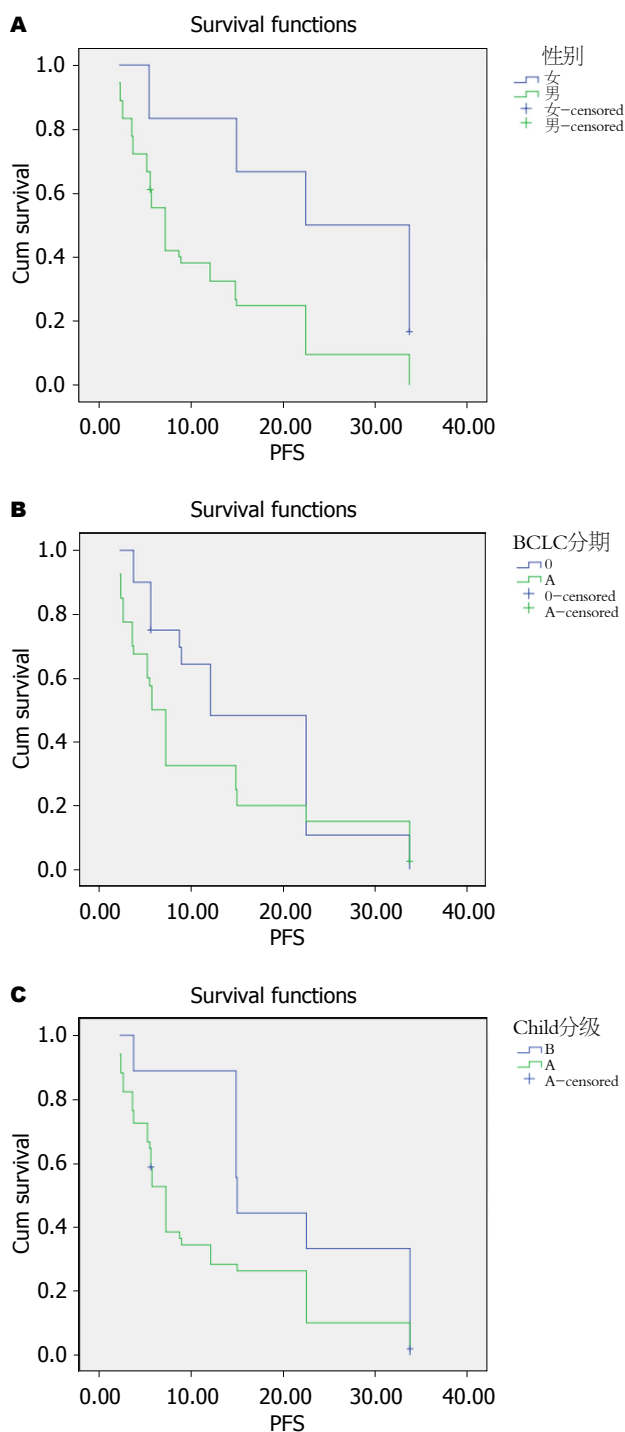 A
Survival functions
1.0
0.8
0.6
0.4
0.2
0.0
Cum survival
0.00 10.00 20.00 30.00 40.00
PFS
性别
女
男
女-censored
男-censored
B
Survival functions
1.0
0.8
0.6
0.4
0.2
0.0
Cum survival
0.00 10.00 20.00 30.00 40.00
PFS
BCLC分期
0
A
0-censored
A-censored
C
Survival functions
1.0
0.8
0.6
0.4
0.2
0.0
Cum survival
0.00 10.00 20.00 30.00 40.00
PFS
Child分级
B
A
A-censored